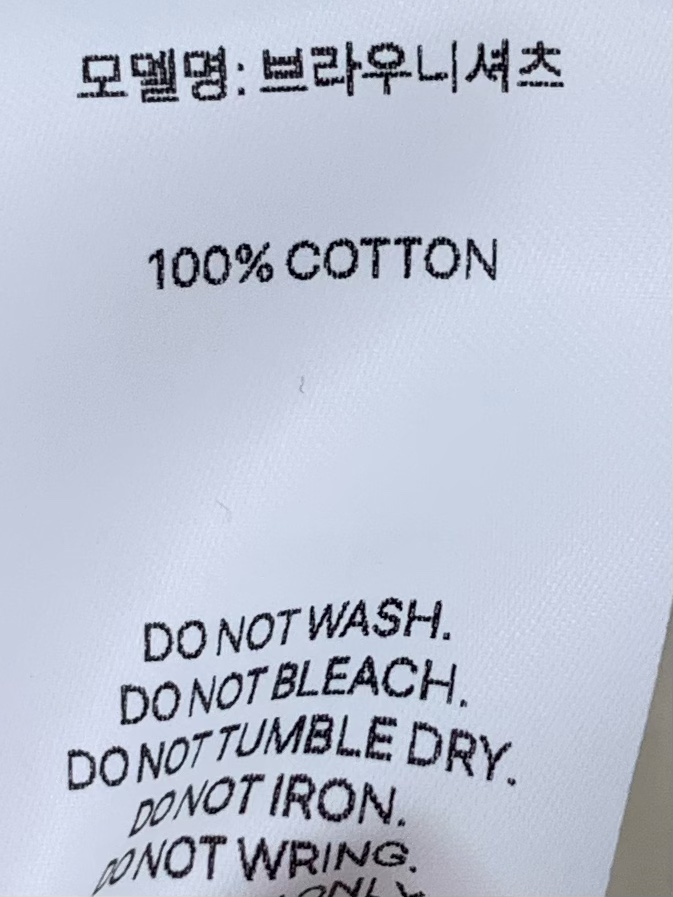 모델명: 브라우니셔츠
100% COTTON
DO NOT WASH.
DO NOT BLEACH.
DO NOT TUMBLE DRY.
DO NOT IRON.
DO NOT WRING.
ONLY